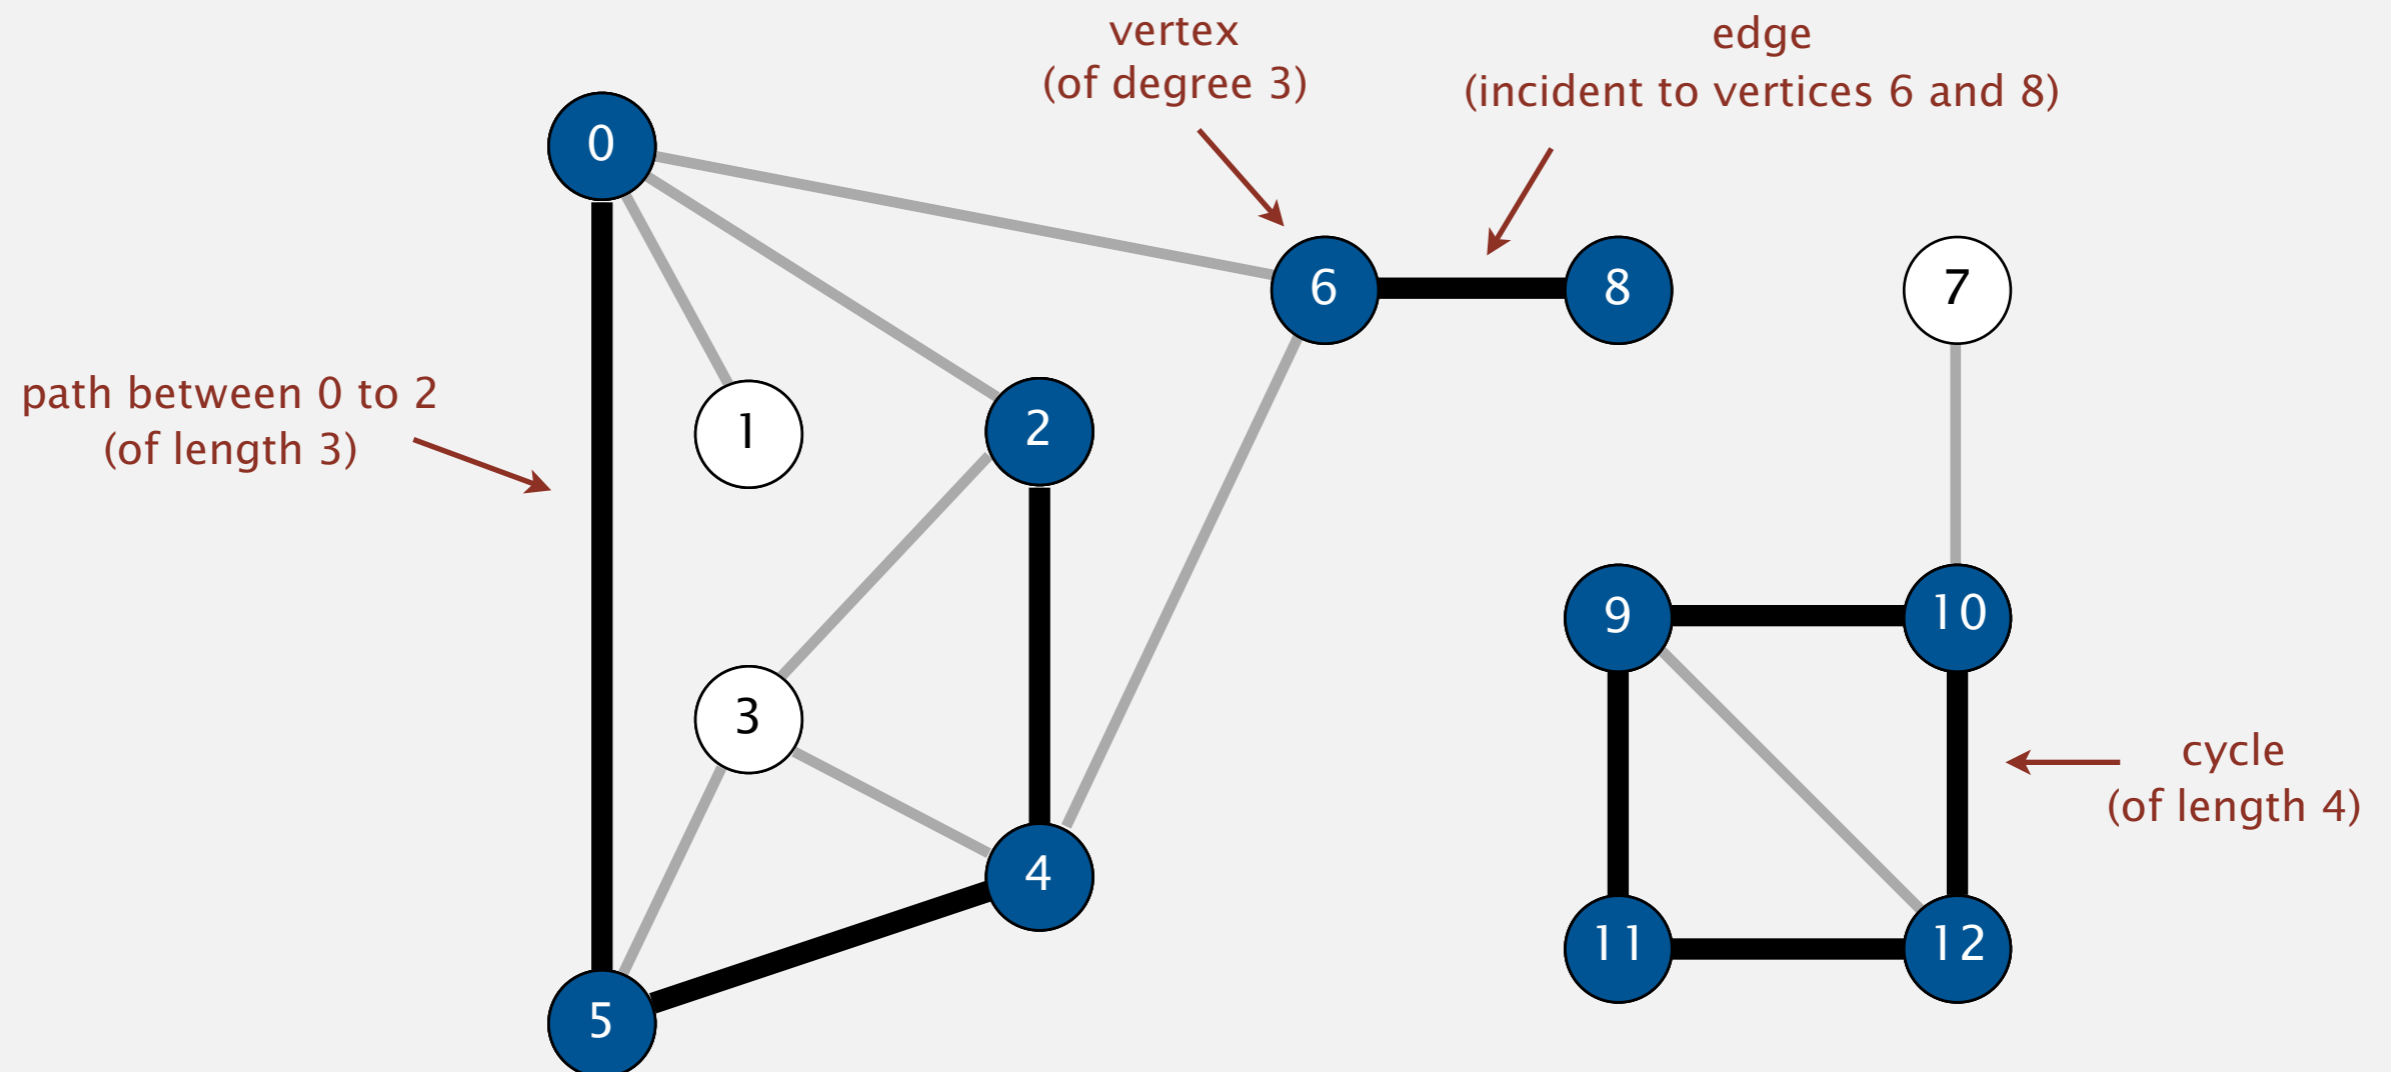 vertex
(of degree 3)
edge
(incident to vertices 6 and 8)
0
6
8
7
path between 0 to 2
(of length 3)
1
2
3
9
10
cycle
(of length 4)
4
5
11
12